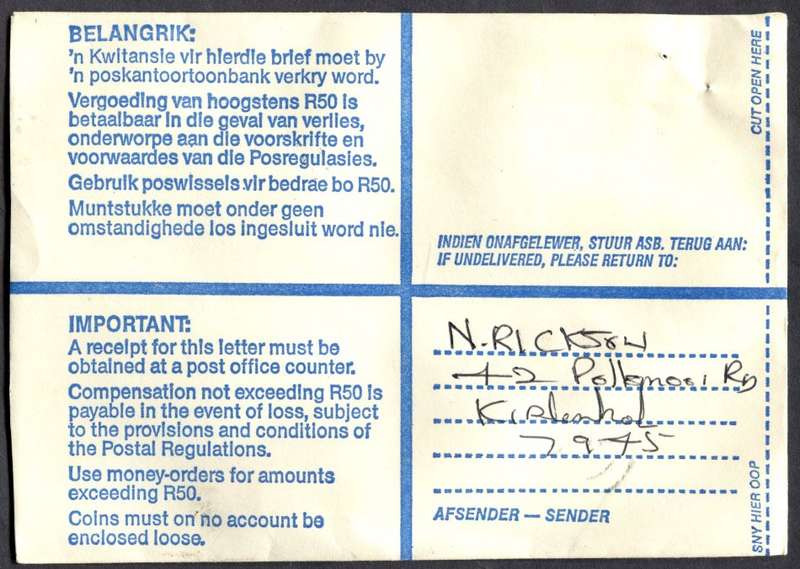 BELANGRIK:
'n Kwitansie vir hierdie brief moet by
'n poskantoortoonbank verkry word.
Vergoeding van hoogstens R50 is
betaalbaar in die geval van verlies,
onderworpe aan die voorskrifte en
voorwaardes van die Posregulasies.
Gebruik poswissels vir bedrae bo R50.
Muntstukke moet onder geen
omstandighede los ingesluit word nie.
CUT OPEN HERE
INDIEN ONAFGELEWER, STUUR ASB. TERUG AAN:
IF UNDELIVERED, PLEASE RETURN TO:
IMPORTANT:
A receipt for this letter must be
obtained at a post office counter.
Compensation not exceeding R50 is
payable in the event of loss, subject
to the provisions and conditions of
the Postal Regulations.
Use money-orders for amounts
exceeding R50.
Coins must on no account be
enclosed loose.
N. RICKSON
42 RD
7945
AFSENDER — SENDER
SNY HIER OOP